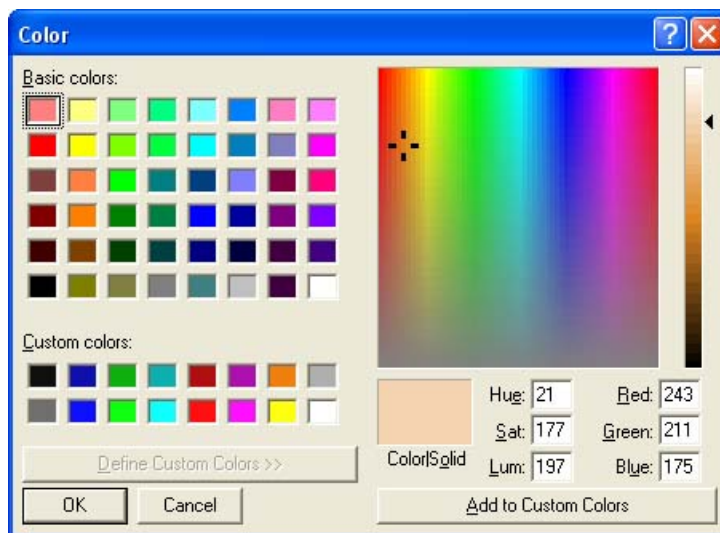 Color
Basic colors:
Custom colors:
Define Custom Colors >>
OK
Cancel
Color|Solid
Hue: 21
Sat: 177
Lum: 197
Red: 243
Green: 211
Blue: 175
Add to Custom Colors